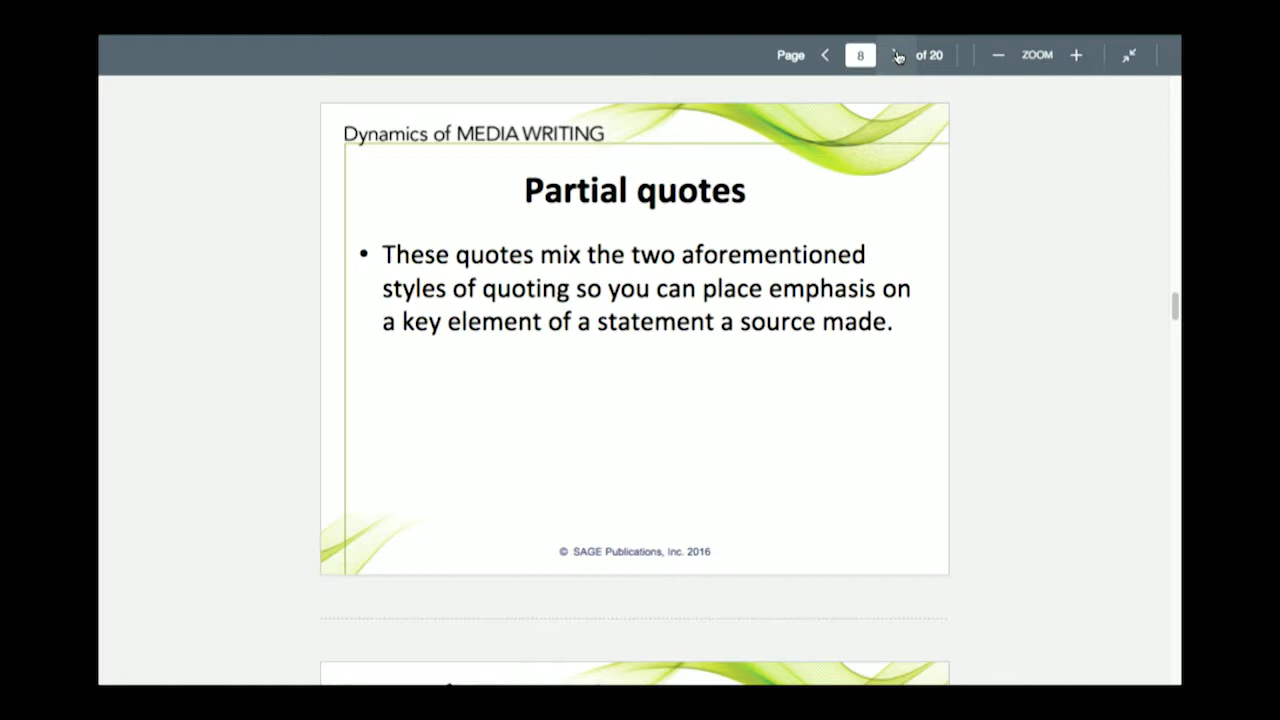 Page 8 of 20 ZOOM
Dynamics of MEDIA WRITING
Partial quotes
• These quotes mix the two aforementioned
styles of quoting so you can place emphasis on
a key element of a statement a source made.
© SAGE Publications, Inc. 2016